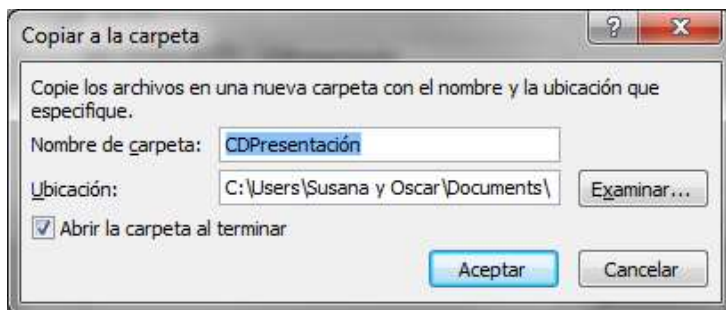 Copiar a la carpeta
Copie los archivos en una nueva carpeta con el nombre y la ubicación que
especifique.
Nombre de carpeta: CDPresentación
Ubicación: C:\Users\Susana y Oscar\Documents\ Examinar...
Abrir la carpeta al terminar
Aceptar Cancelar